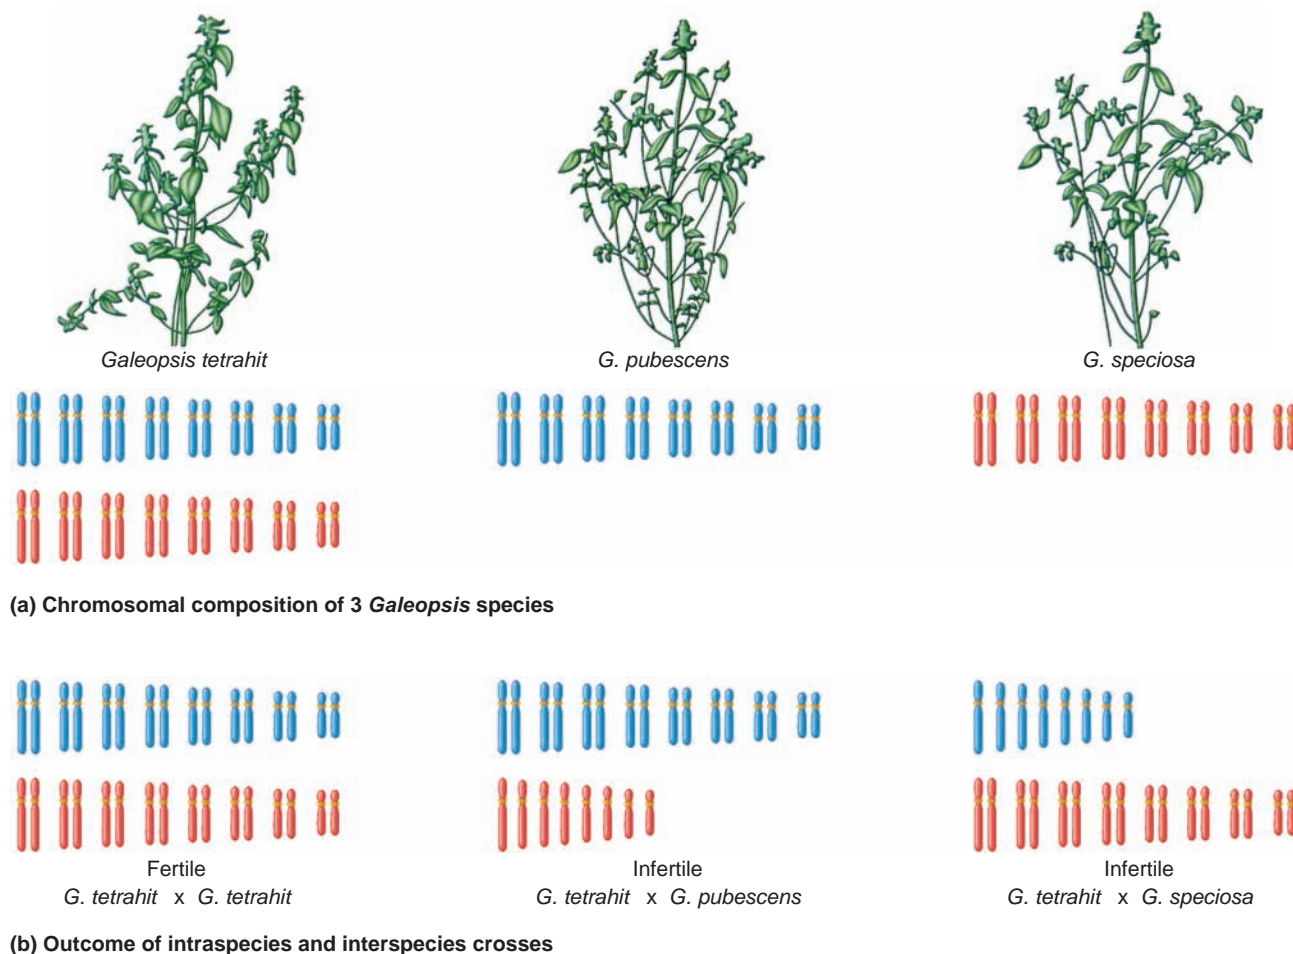 Galeopsis tetrahit
G. pubescens
G. speciosa
(a) Chromosomal composition of 3 Galeopsis species
Fertile
G. tetrahit x G. tetrahit
Infertile
G. tetrahit x G. pubescens
Infertile
G. tetrahit x G. speciosa
(b) Outcome of intraspecies and interspecies crosses